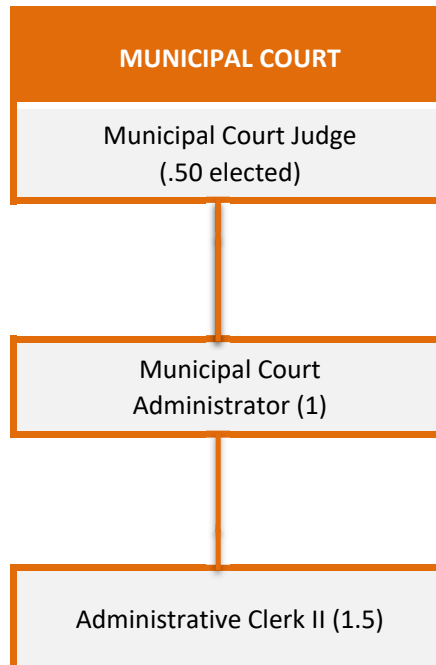 MUNICIPAL COURT
Municipal Court Judge
(.50 elected)
Municipal Court
Administrator (1)
Administrative Clerk II (1.5)